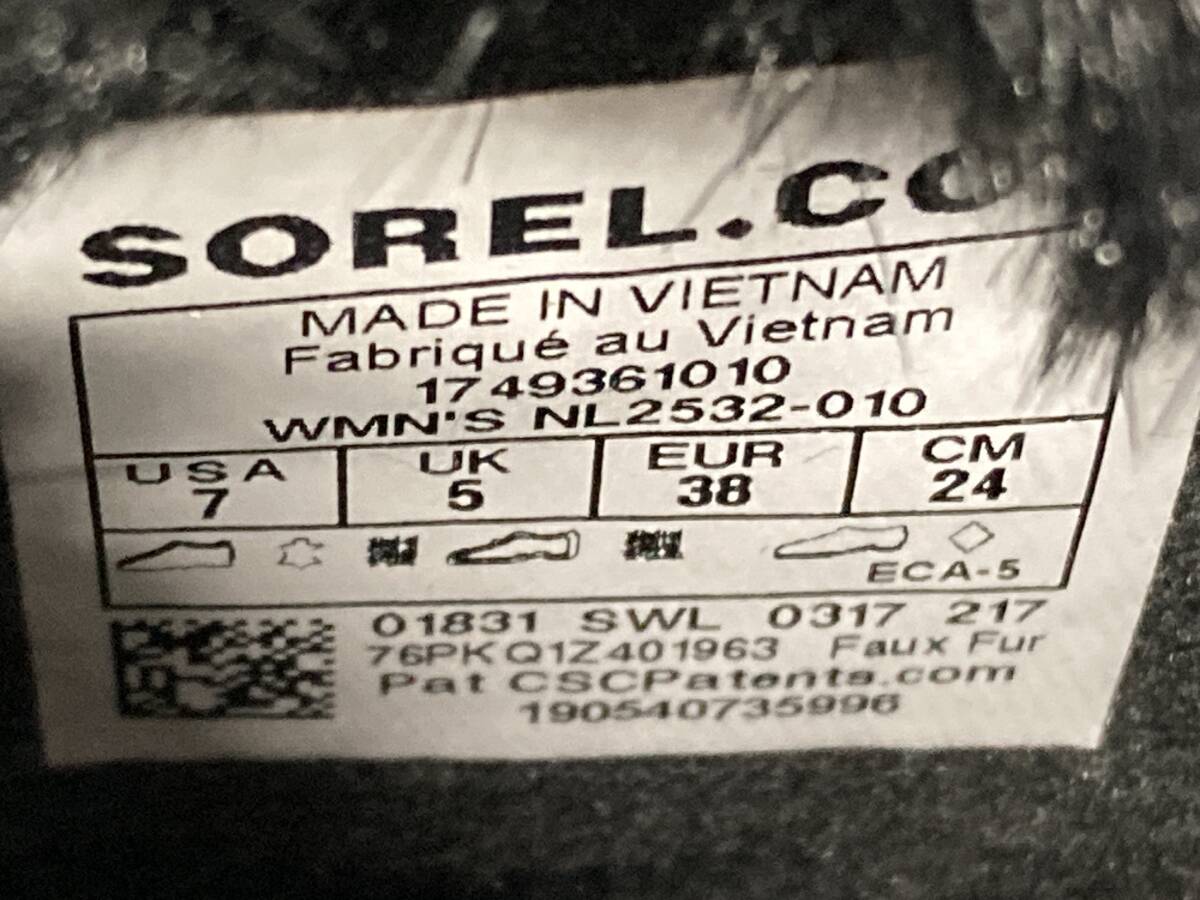 SOREL.CO
MADE IN VIETNAM
Fabriqué au Vietnam
1749361010
WMN'S NL2532-010
USA UK EUR CM
7 5 38 24
ECA-5
01831 SWL 0317 217
76PKQ1Z401963 Faux Fur
Pat CSCPatents.com
190540735996